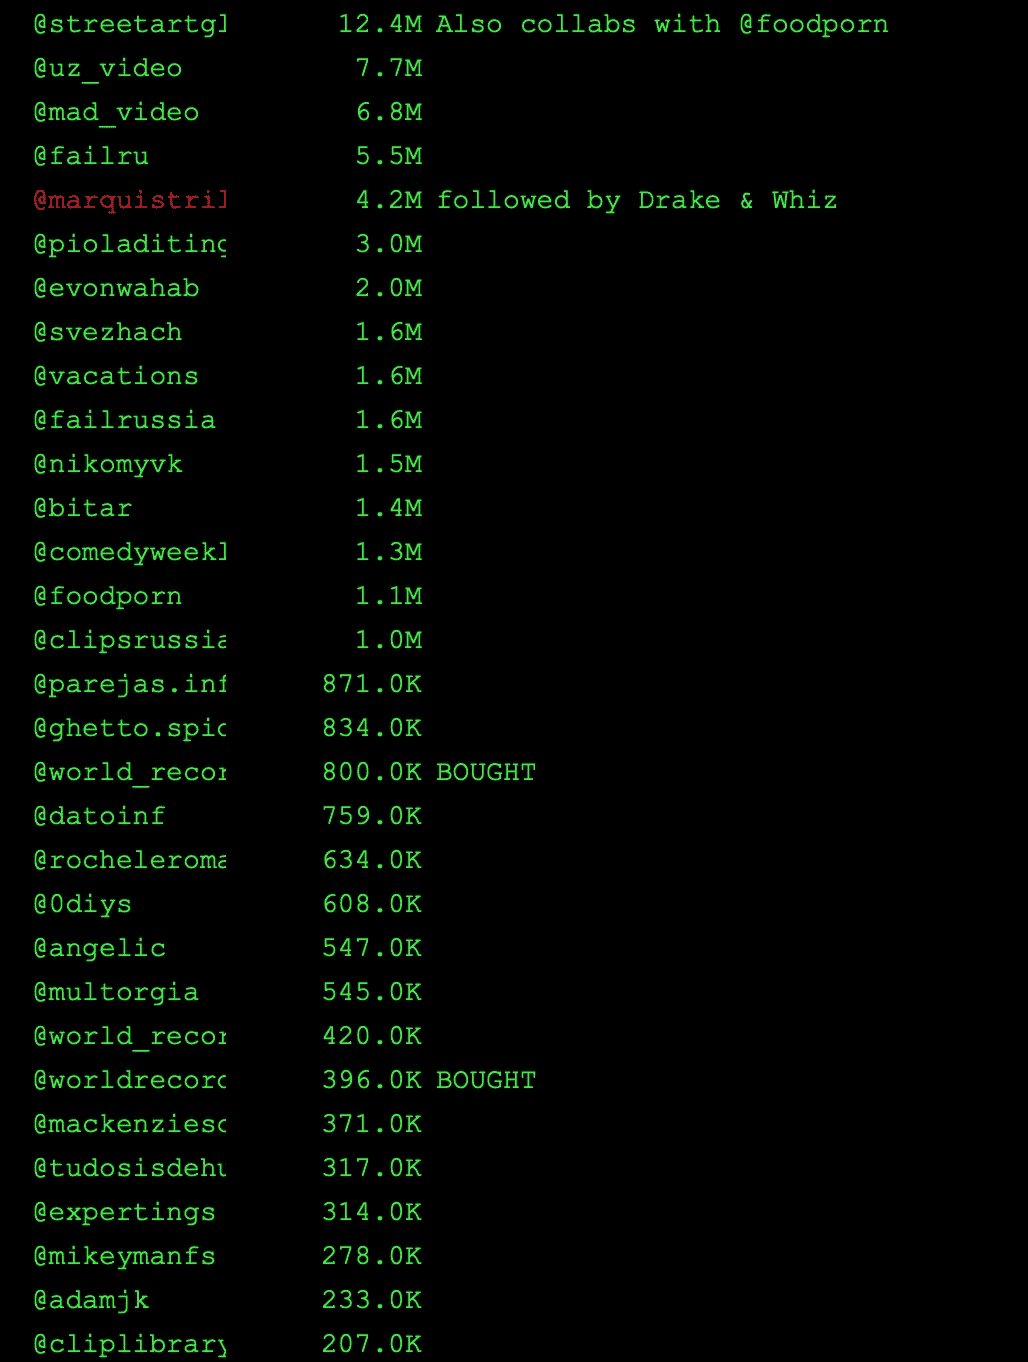 @streetartgl 12.4M Also collabs with @foodporn
@uz_video 7.7M
@mad_video 6.8M
@failru 5.5M
@marquistril 4.2M followed by Drake & Whiz
@pioladiting 3.0M
@evonwahab 2.0M
@svezhach 1.6M
@vacations 1.6M
@failrussia 1.6M
@nikomyvk 1.5M
@bitar 1.4M
@comedyweekl 1.3M
@foodporn 1.1M
@clipsrussia 1.0M
@parejas.inf 871.0K
@ghetto.spic 834.0K
@world_recor 800.0K BOUGHT
@datoinf 759.0K
@rocheleroma 634.0K
@0diys 608.0K
@angelic 547.0K
@multorgia 545.0K
@world_recor 420.0K
@worldrecord 396.0K BOUGHT
@mackenzieso 371.0K
@tudosisdehu 317.0K
@expertings 314.0K
@mikeymanfs 278.0K
@adamjk 233.0K
@cliplibrary 207.0K